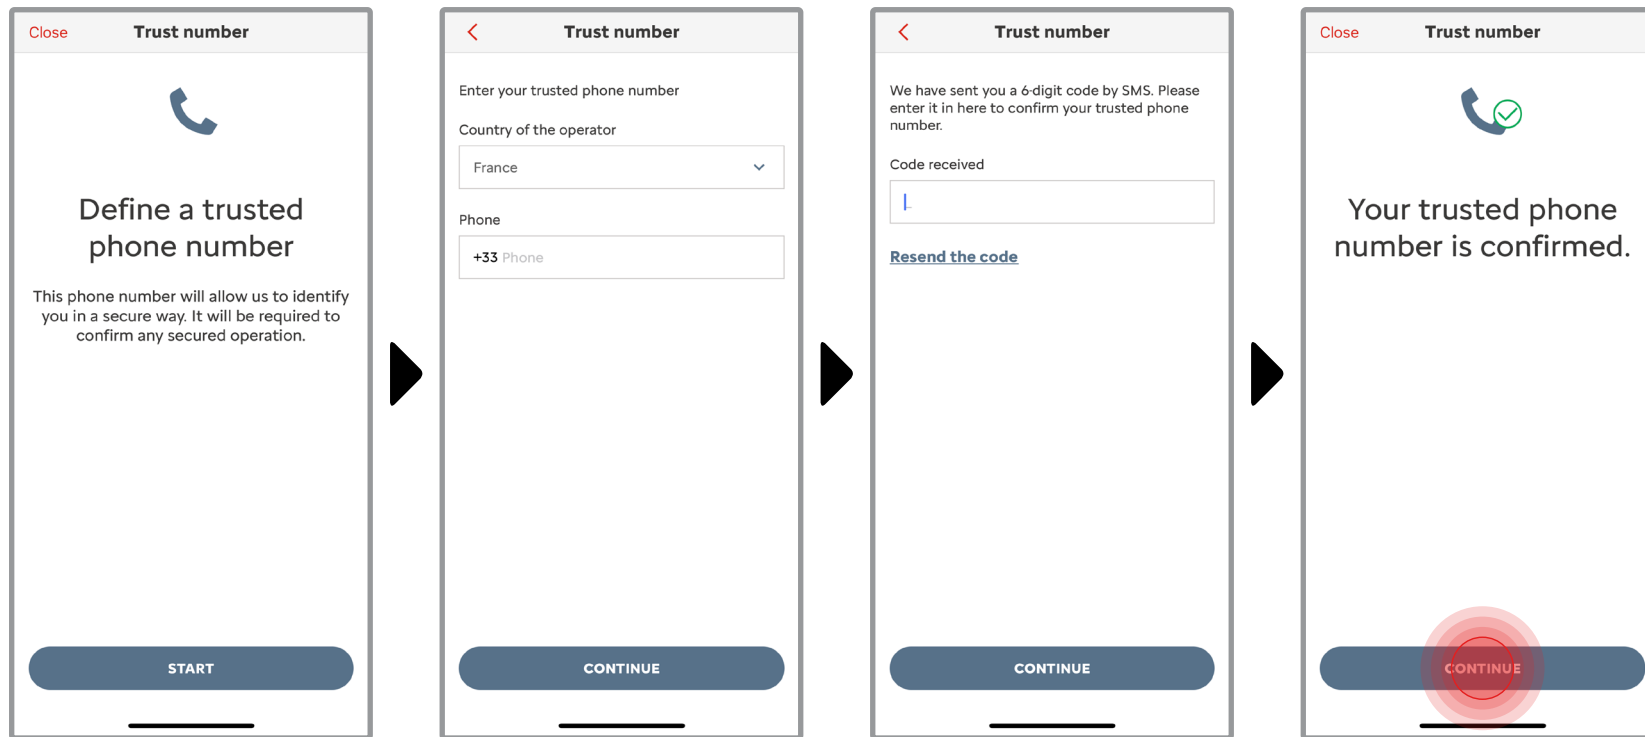 Close
Trust number
Define a trusted
phone number
This phone number will allow us to identify
you in a secure way. It will be required to
confirm any secured operation.
START
Trust number
Enter your trusted phone number
Country of the operator
France
Phone
+33 Phone
CONTINUE
Trust number
We have sent you a 6-digit code by SMS. Please
enter it in here to confirm your trusted phone
number.
Code received
Resend the code
CONTINUE
Close
Trust number
Your trusted phone
number is confirmed.
CONTINUE